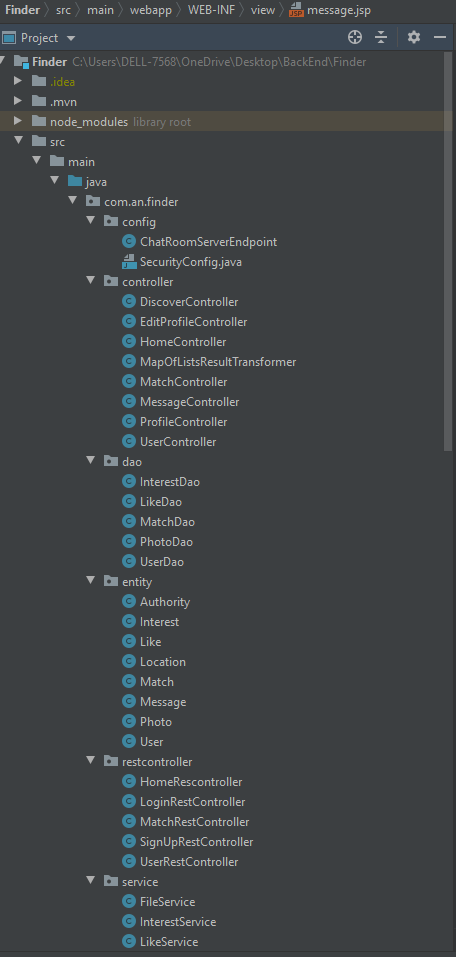 Finder src main webapp WEB-INF view message.jsp
Project
Finder C:\Users\DELL-7568\OneDrive\Desktop\BackEnd\Finder
.idea
.mvn
node_modules library root
src
main
java
com.an.finder
config
ChatRoomServerEndpoint
SecurityConfig.java
controller
DiscoverController
EditProfileController
HomeController
MapOfListsResultTransformer
MatchController
MessageController
ProfileController
UserController
dao
InterestDao
LikeDao
MatchDao
PhotoDao
UserDao
entity
Authority
Interest
Like
Location
Match
Message
Photo
User
restcontroller
HomeRescontroller
LoginRestController
MatchRestController
SignUpRestController
UserRestController
service
FileService
InterestService
LikeService